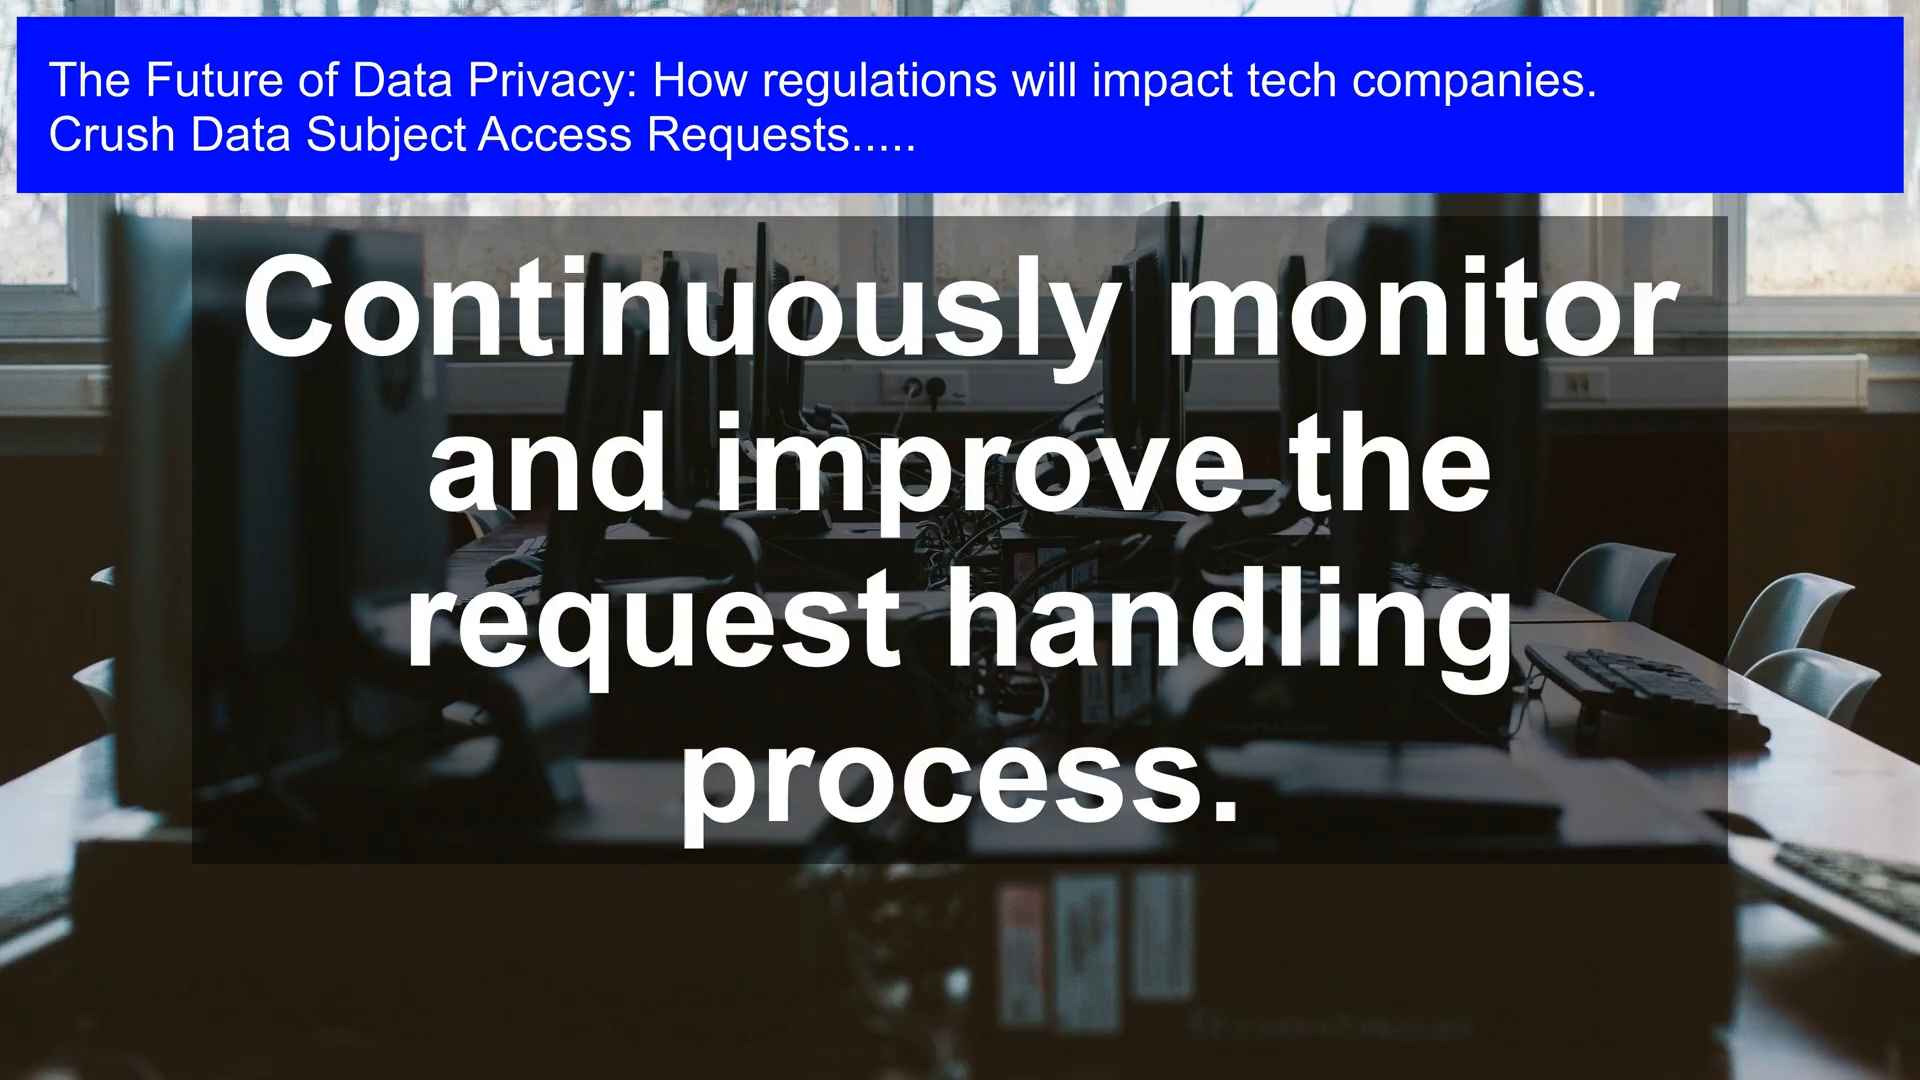 The Future of Data Privacy: How regulations will impact tech companies.
Crush Data Subject Access Requests.....
Continuously monitor
and improve the
request handling
process.